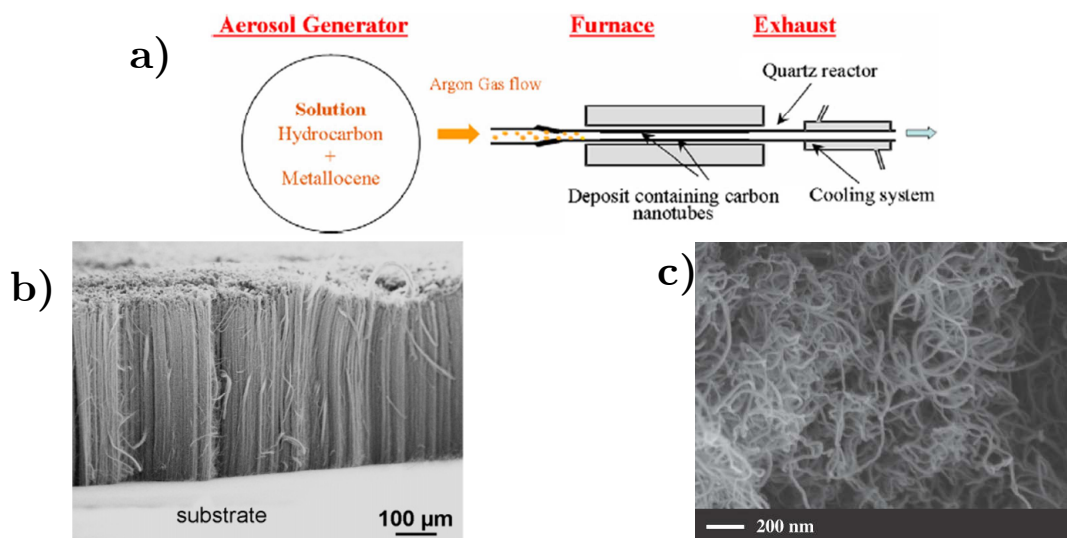 a)
Aerosol Generator
Furnace
Exhaust
Solution
Hydrocarbon
+
Metallocene
Argon Gas flow
Quartz reactor
Deposit containing carbon
nanotubes
Cooling system
b)
substrate
100 µm
c)
200 nm